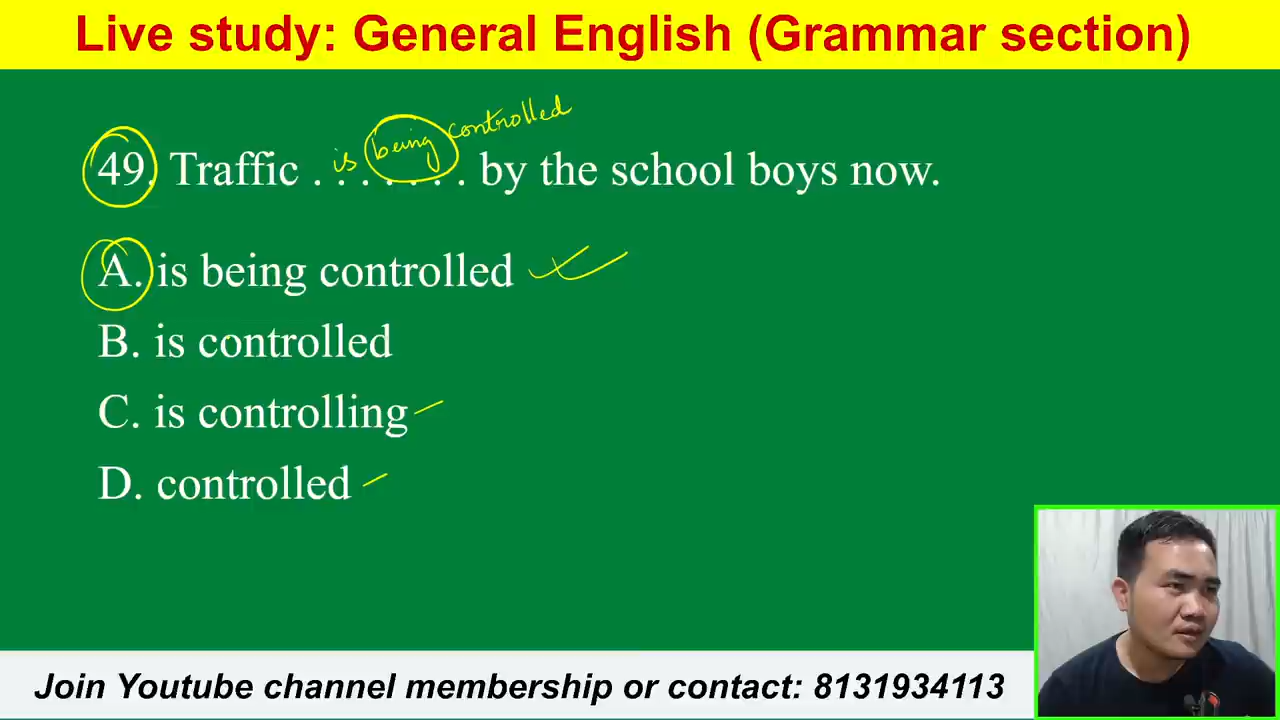 Live study: General English (Grammar section)
is being controlled
49. Traffic . . . . . . . by the school boys now.
A. is being controlled
B. is controlled
C. is controlling
D. controlled
Join Youtube channel membership or contact: 8131934113